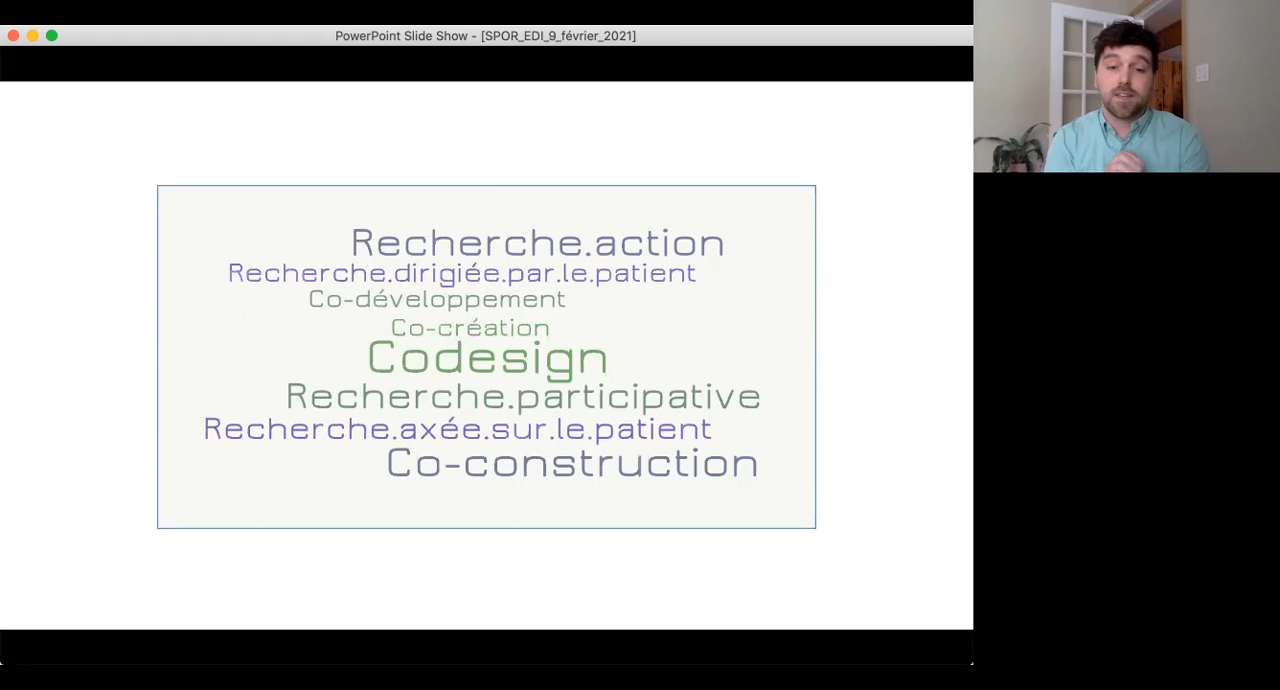 PowerPoint Slide Show - [SPOR_EDI_9_février_2021]
Recherche.action
Recherche.dirigiée.par.le.patient
Co-développement
Co-création
Codesign
Recherche.participative
Recherche.axée.sur.le.patient
Co-construction